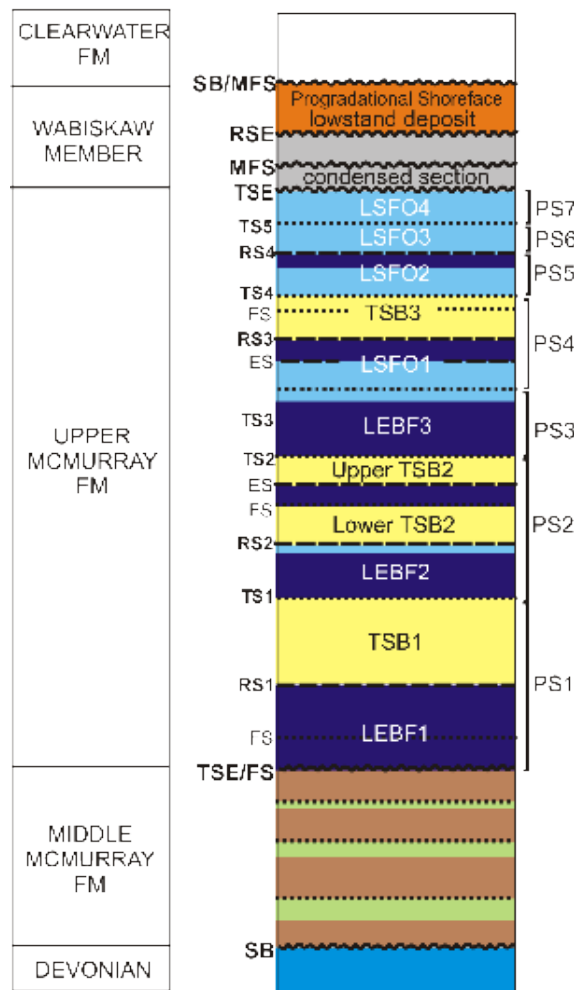 CLEARWATER
FM
SB/MFS
Progradational Shoreface
lowstand deposit
WABISKAW
MEMBER
RSE
MFS
condensed section
TSE
LSFO4
PS7
TS5
LSFO3
PS6
RS4
LSFO2
PS5
TS4
FS
TSB3
RS3
PS4
ES
LSFO1
UPPER
MCMURRAY
FM
TS3
LEBF3
PS3
TS2
Upper TSB2
ES
FS
Lower TSB2
PS2
RS2
LEBF2
TS1
TSB1
PS1
RS1
FS
LEBF1
TSE/FS
MIDDLE
MCMURRAY
FM
SB
DEVONIAN